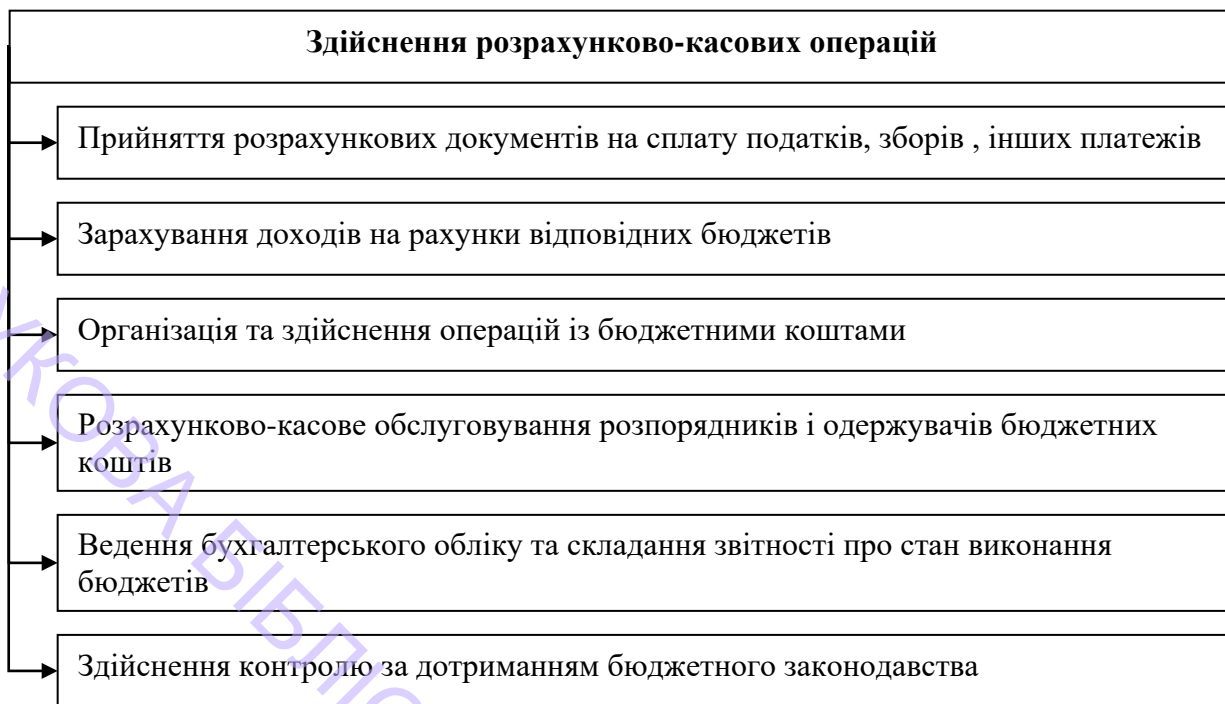 Здійснення розрахунково-касових операцій
Прийняття розрахункових документів на сплату податків, зборів , інших платежів
Зарахування доходів на рахунки відповідних бюджетів
Організація та здійснення операцій із бюджетними коштами
Розрахунково-касове обслуговування розпорядників і одержувачів бюджетних
коштів
Ведення бухгалтерського обліку та складання звітності про стан виконання
бюджетів
Здійснення контролю за дотриманням бюджетного законодавства